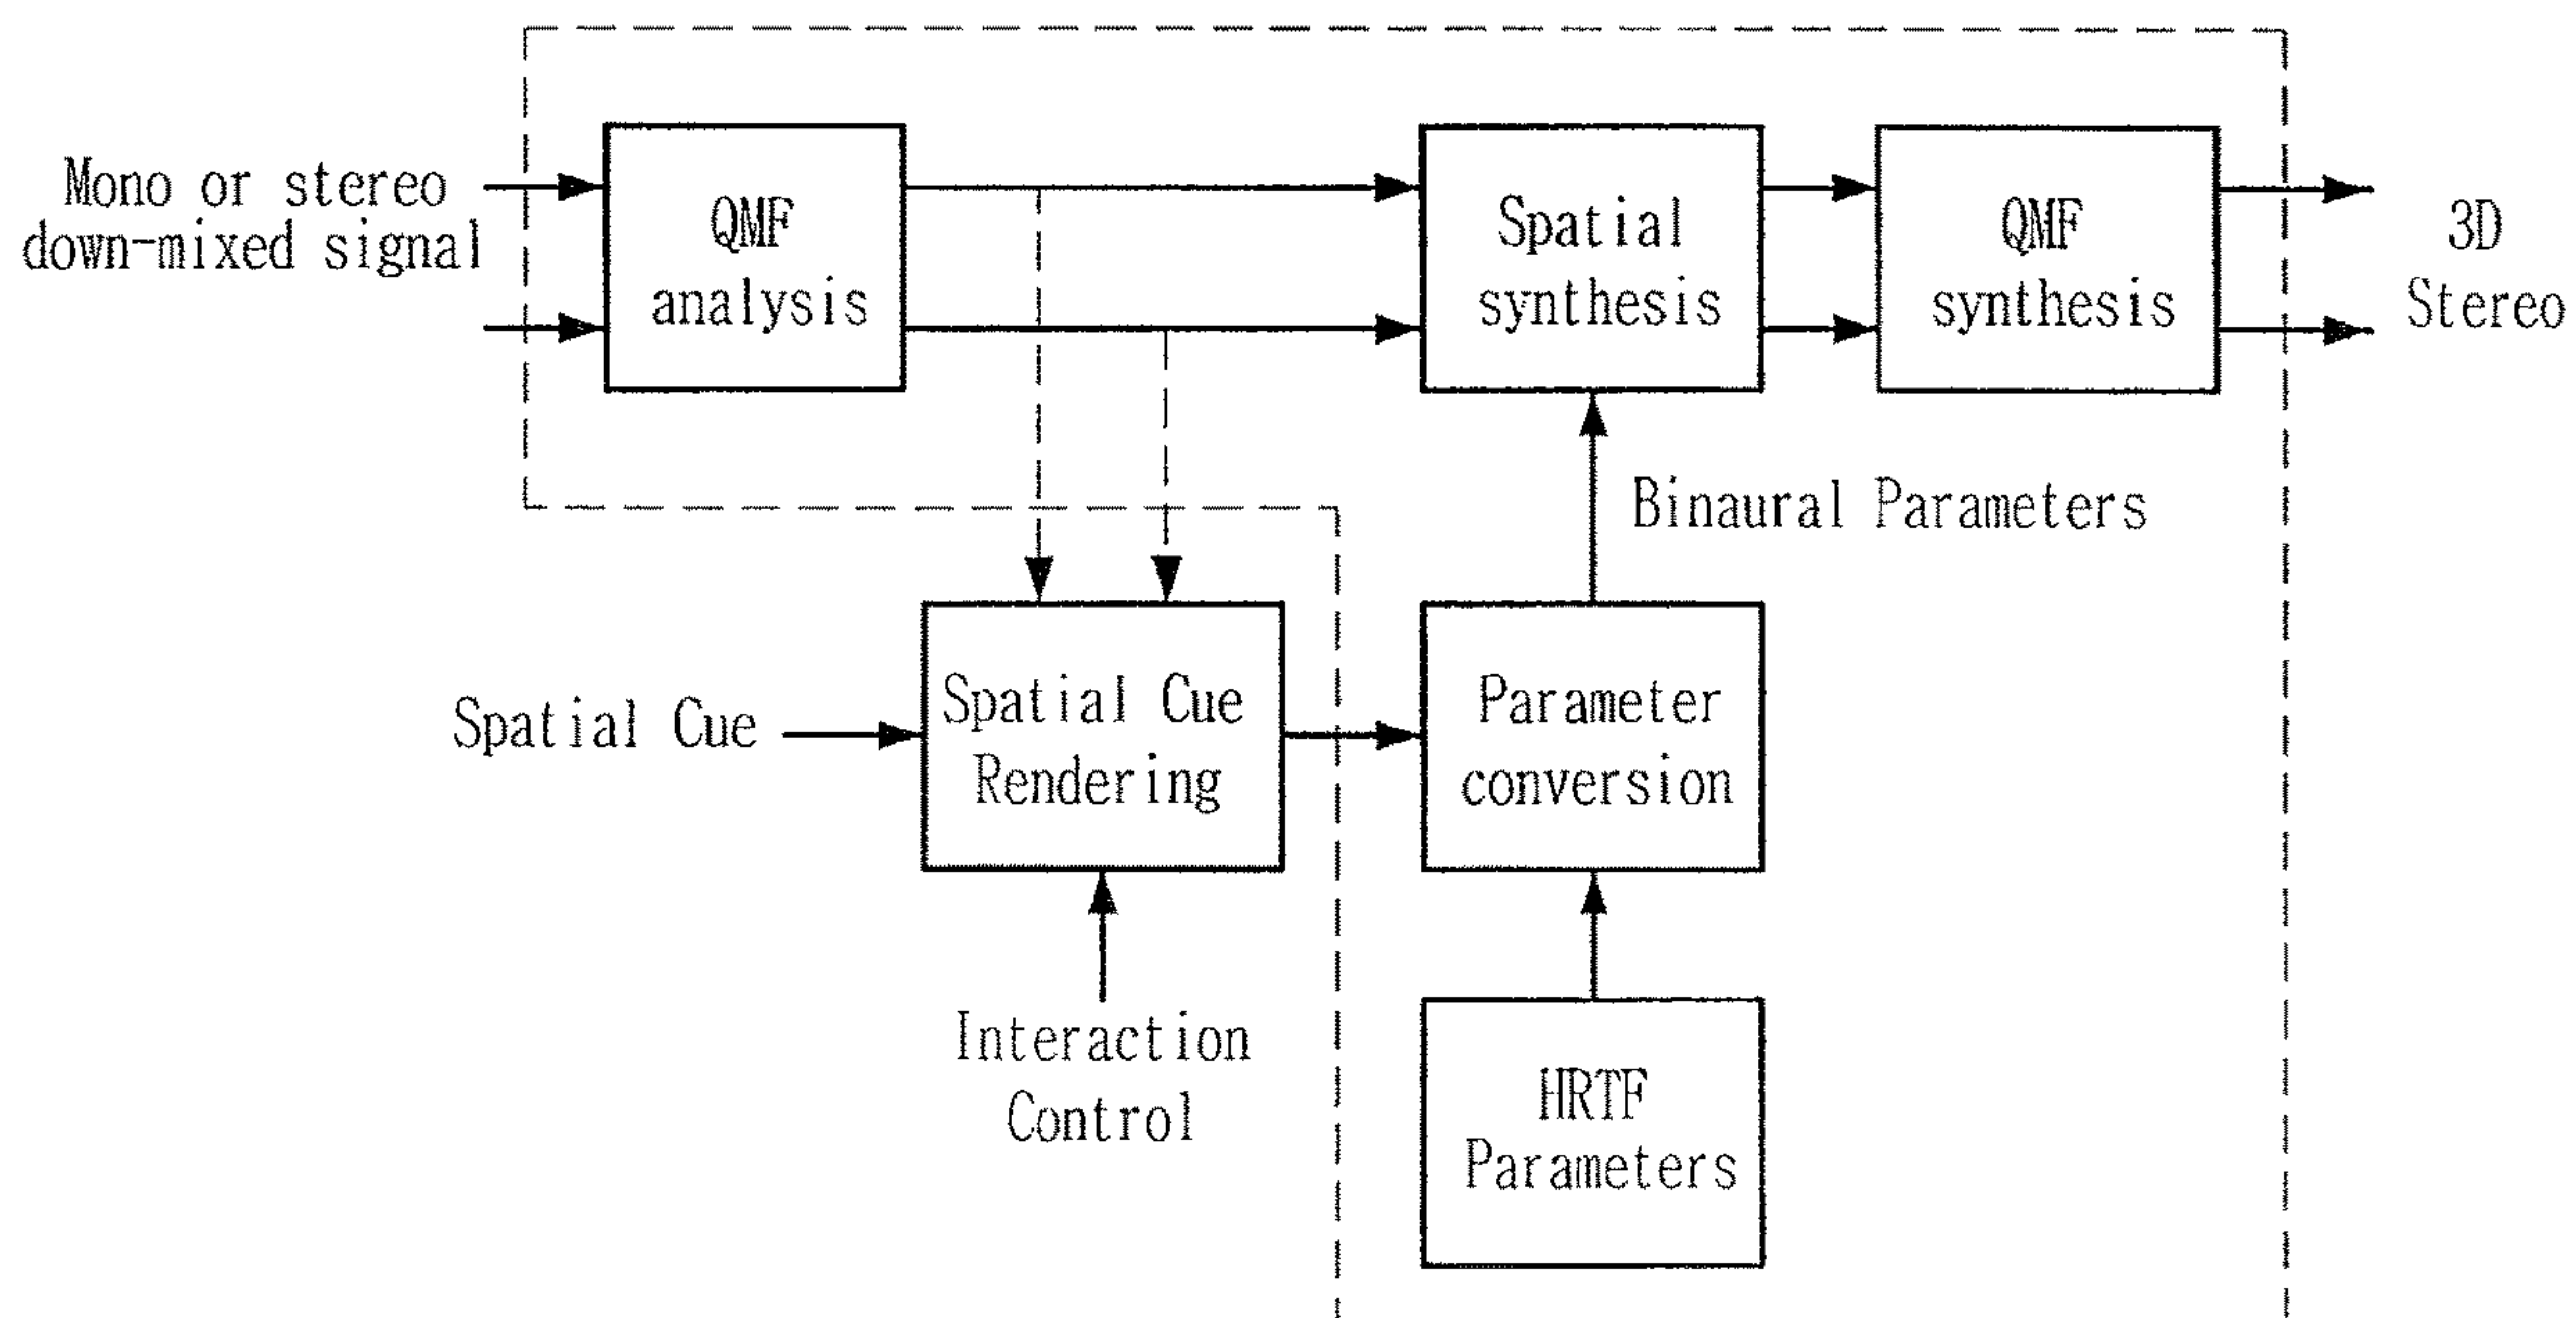 Mono or stereo
down-mixed signal
QMF
analysis
Spatial
synthesis
QMF
synthesis
3D
Stereo
Binaural Parameters
Spatial Cue
Spatial Cue
Rendering
Parameter
conversion
Interaction
Control
HRTF
Parameters